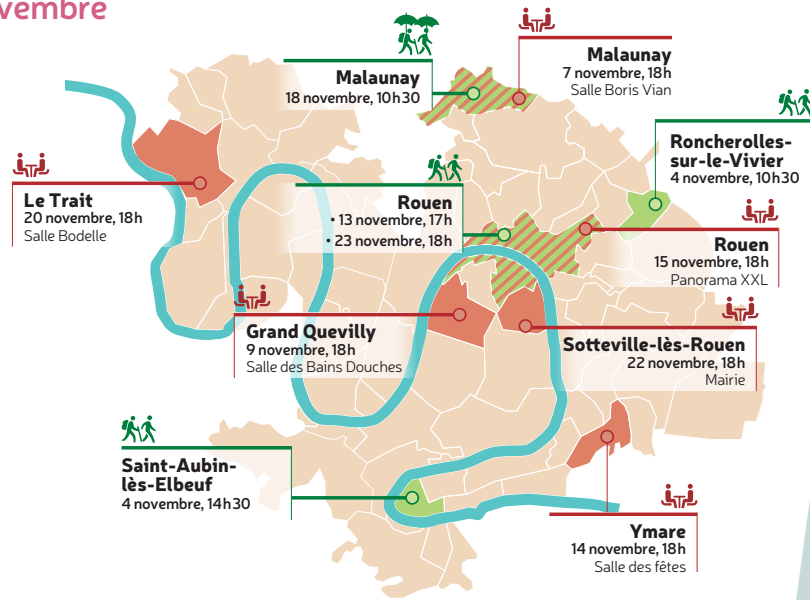 vembre
Malaunay
18 novembre, 10h30
Malaunay
7 novembre, 18h
Salle Boris Vian
Roncherolles-
sur-le-Vivier
4 novembre, 10h30
Le Trait
20 novembre, 18h
Salle Bodelle
Rouen
• 13 novembre, 17h
• 23 novembre, 18h
Rouen
15 novembre, 18h
Panorama XXL
Grand Quevilly
9 novembre, 18h
Salle des Bains Douches
Sotteville-lès-Rouen
22 novembre, 18h
Mairie
Saint-Aubin-
lès-Elbeuf
4 novembre, 14h30
Ymare
14 novembre, 18h
Salle des fêtes